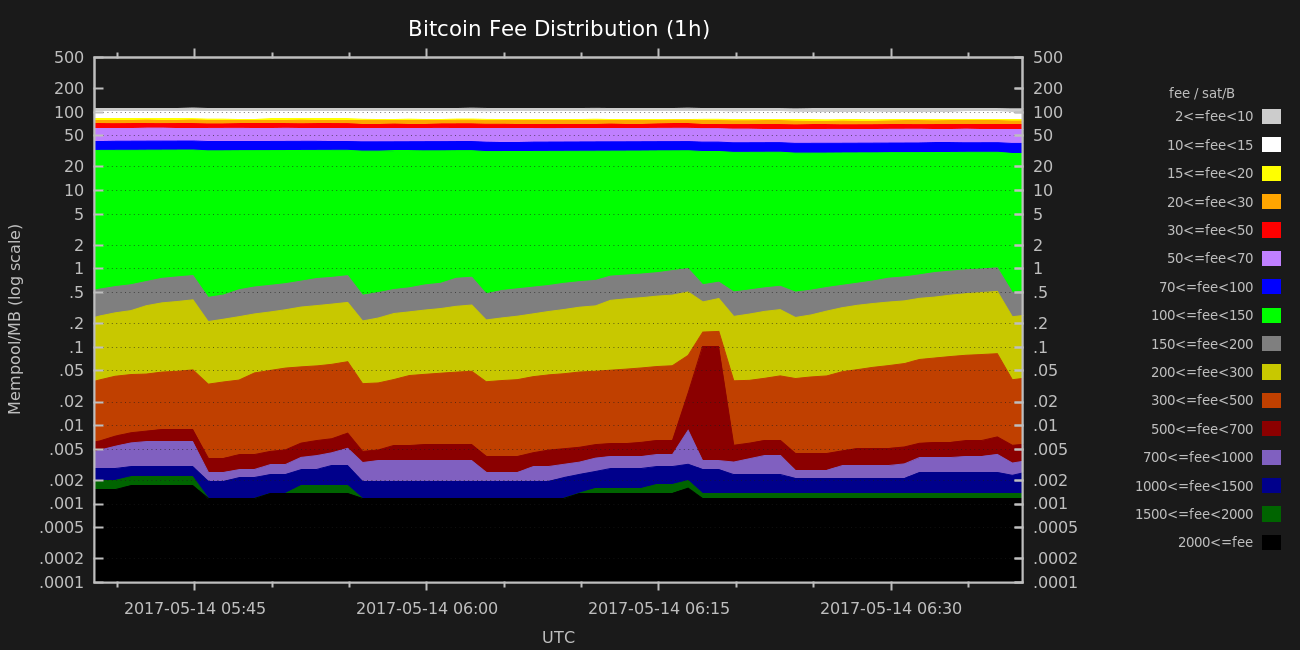 Bitcoin Fee Distribution (1h)
Mempool/MB (log scale)
500
200
100
50
20
10
5
2
1
.5
.2
.1
.05
.02
.01
.005
.002
.001
.0005
.0002
.0001
500
200
100
50
20
10
5
2
1
.5
.2
.1
.05
.02
.01
.005
.002
.001
.0005
.0002
.0001
fee / sat/B
2<=fee<10
10<=fee<15
15<=fee<20
20<=fee<30
30<=fee<50
50<=fee<70
70<=fee<100
100<=fee<150
150<=fee<200
200<=fee<300
300<=fee<500
500<=fee<700
700<=fee<1000
1000<=fee<1500
1500<=fee<2000
2000<=fee
2017-05-14 05:45 2017-05-14 06:00 2017-05-14 06:15 2017-05-14 06:30
UTC